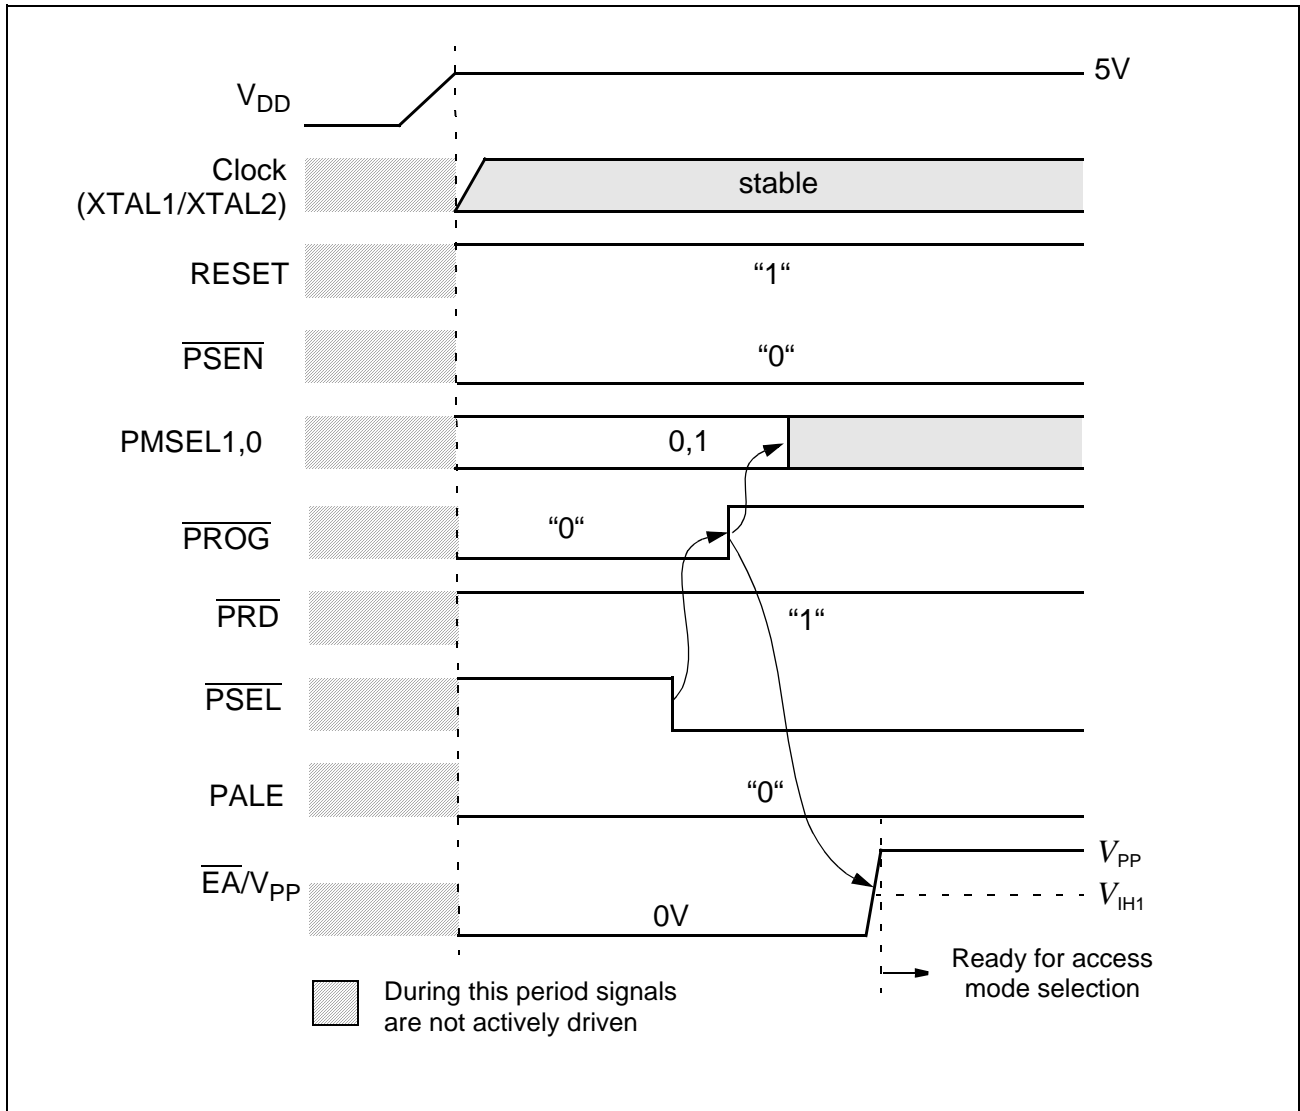 5V
VDD
Clock
(XTAL1/XTAL2)
stable
RESET
“1“
PSEN
“0“
PMSEL1,0
0,1
PROG
“0“
PRD
“1“
PSEL
PALE
“0“
EA/VPP
0V
VPP
VIH1
Ready for access
mode selection
During this period signals
are not actively driven